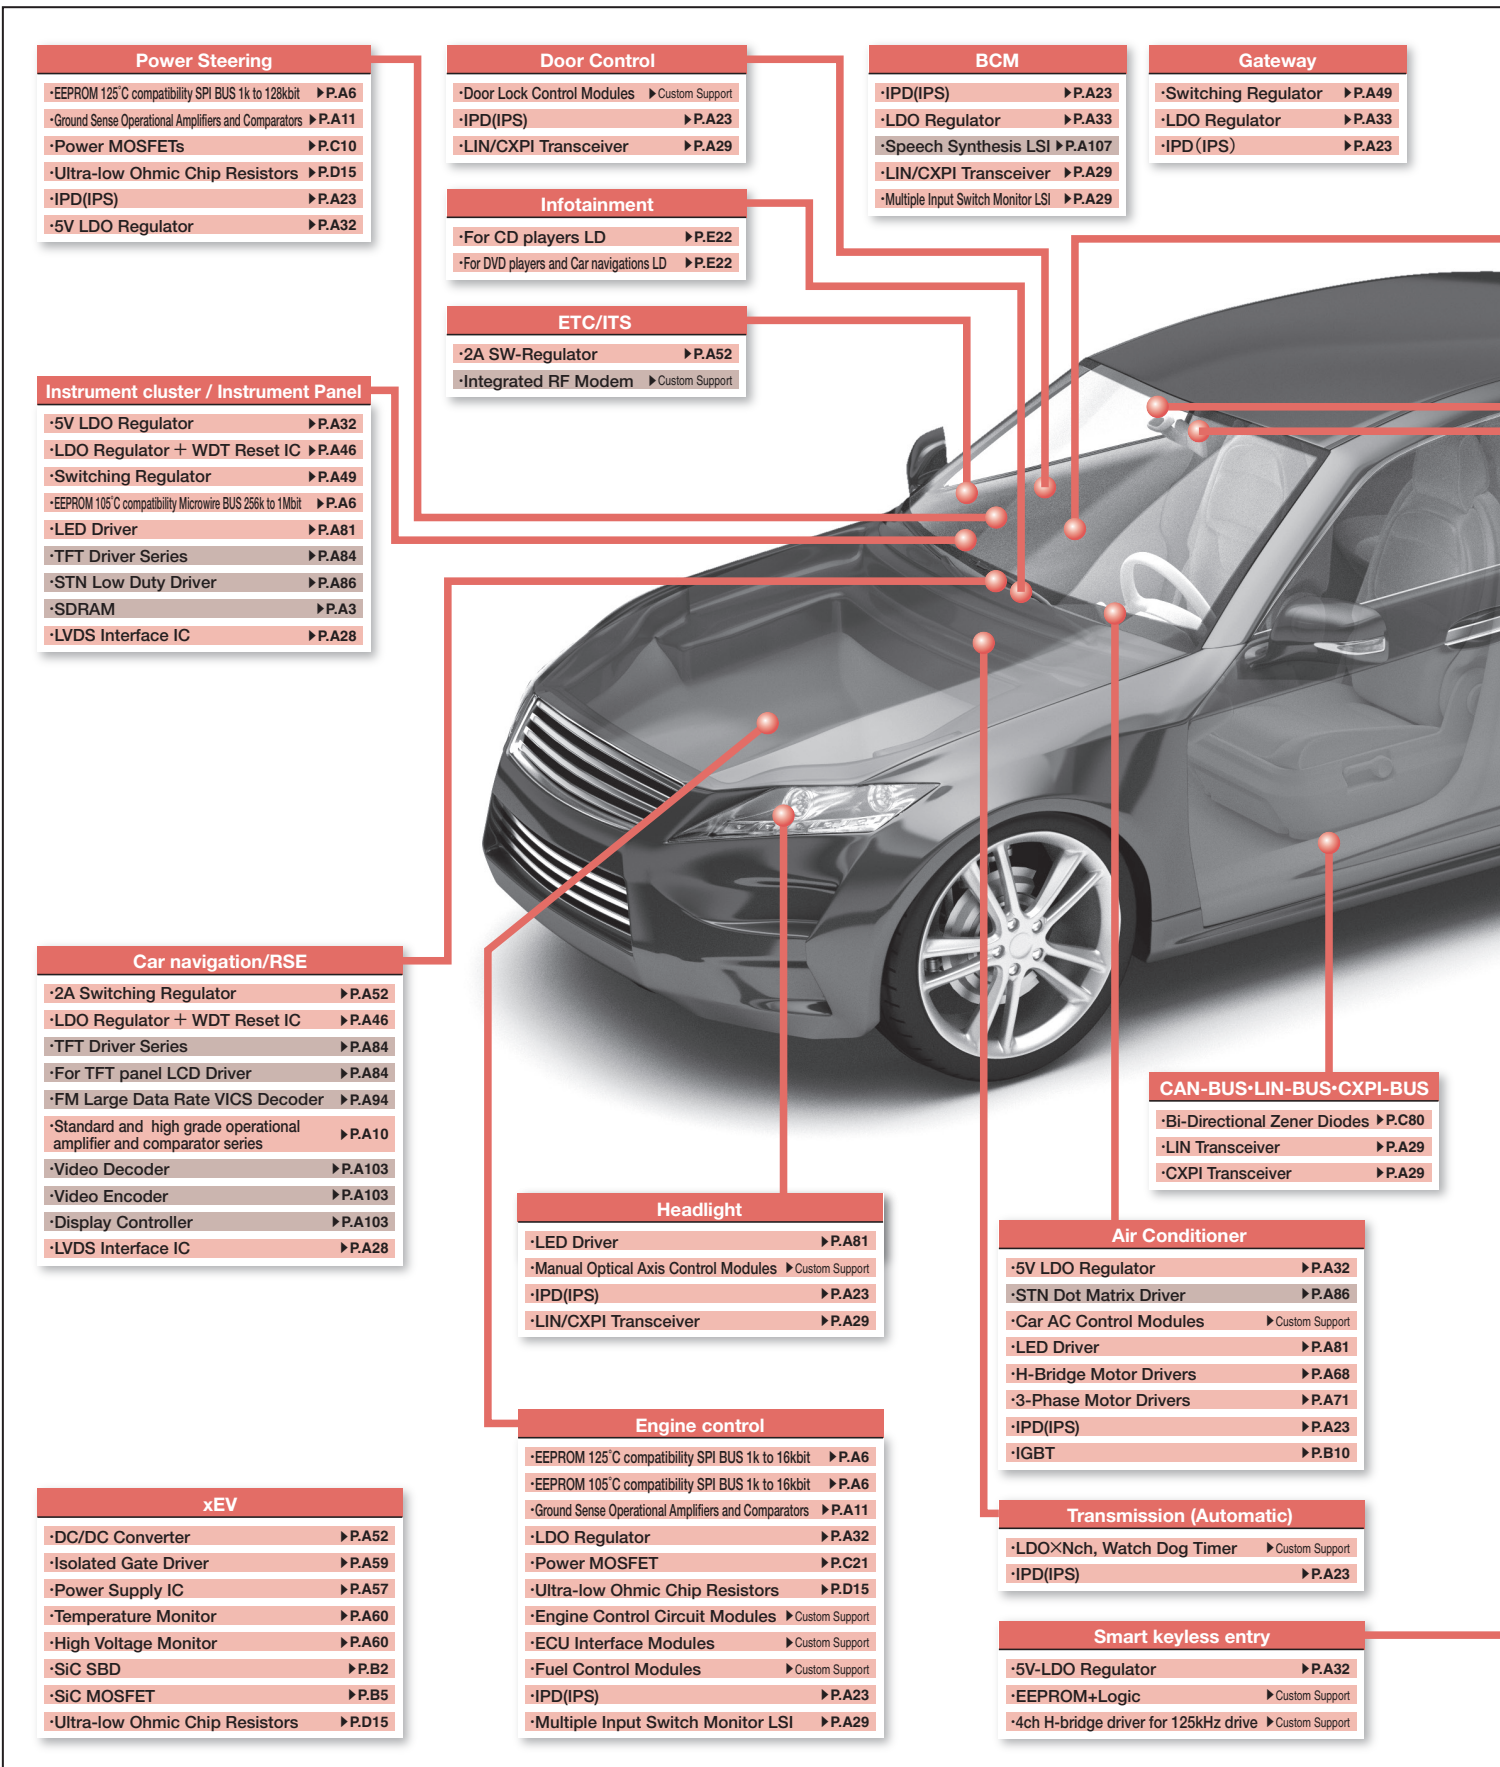 Power Steering
·EEPROM 125°C compatibility SPI BUS 1k to 128kbit ▶P.A6
·Ground Sense Operational Amplifiers and Comparators ▶P.A11
·Power MOSFETs ▶P.C10
·Ultra-low Ohmic Chip Resistors ▶P.D15
·IPD(IPS) ▶P.A23
·5V LDO Regulator ▶P.A32
Door Control
·Door Lock Control Modules ▶Custom Support
·IPD(IPS) ▶P.A23
·LIN/CXPI Transceiver ▶P.A29
BCM
·IPD(IPS) ▶P.A23
·LDO Regulator ▶P.A33
·Speech Synthesis LSI ▶P.A107
·LIN/CXPI Transceiver ▶P.A29
·Multiple Input Switch Monitor LSI ▶P.A29
Gateway
·Switching Regulator ▶P.A49
·LDO Regulator ▶P.A33
·IPD(IPS) ▶P.A23
Infotainment
·For CD players LD ▶P.E22
·For DVD players and Car navigations LD ▶P.E22
ETC/ITS
·2A SW-Regulator ▶P.A52
·Integrated RF Modem ▶Custom Support
Instrument cluster / Instrument Panel
·5V LDO Regulator ▶P.A32
·LDO Regulator + WDT Reset IC ▶P.A46
·Switching Regulator ▶P.A49
·EEPROM 105°C compatibility Microwire BUS 256k to 1Mbit ▶P.A6
·LED Driver ▶P.A81
·TFT Driver Series ▶P.A84
·STN Low Duty Driver ▶P.A86
·SDRAM ▶P.A3
·LVDS Interface IC ▶P.A28
Car navigation/RSE
·2A Switching Regulator ▶P.A52
·LDO Regulator + WDT Reset IC ▶P.A46
·TFT Driver Series ▶P.A84
·For TFT panel LCD Driver ▶P.A84
·FM Large Data Rate VICS Decoder ▶P.A94
·Standard and high grade operational
amplifier and comparator series ▶P.A10
·Video Decoder ▶P.A103
·Video Encoder ▶P.A103
·Display Controller ▶P.A103
·LVDS Interface IC ▶P.A28
CAN-BUS·LIN-BUS·CXPI-BUS
·Bi-Directional Zener Diodes ▶P.C80
·LIN Transceiver ▶P.A29
·CXPI Transceiver ▶P.A29
Headlight
·LED Driver ▶P.A81
·Manual Optical Axis Control Modules ▶Custom Support
·IPD(IPS) ▶P.A23
·LIN/CXPI Transceiver ▶P.A29
Air Conditioner
·5V LDO Regulator ▶P.A32
·STN Dot Matrix Driver ▶P.A86
·Car AC Control Modules ▶Custom Support
·LED Driver ▶P.A81
·H-Bridge Motor Drivers ▶P.A68
·3-Phase Motor Drivers ▶P.A71
·IPD(IPS) ▶P.A23
·IGBT ▶P.B10
Engine control
·EEPROM 125°C compatibility SPI BUS 1k to 16kbit ▶P.A6
·EEPROM 105°C compatibility SPI BUS 1k to 16kbit ▶P.A6
·Ground Sense Operational Amplifiers and Comparators ▶P.A11
·LDO Regulator ▶P.A32
·Power MOSFET ▶P.C21
·Ultra-low Ohmic Chip Resistors ▶P.D15
·Engine Control Circuit Modules ▶Custom Support
·ECU Interface Modules ▶Custom Support
·Fuel Control Modules ▶Custom Support
·IPD(IPS) ▶P.A23
·Multiple Input Switch Monitor LSI ▶P.A29
xEV
·DC/DC Converter ▶P.A52
·Isolated Gate Driver ▶P.A59
·Power Supply IC ▶P.A57
·Temperature Monitor ▶P.A60
·High Voltage Monitor ▶P.A60
·SiC SBD ▶P.B2
·SiC MOSFET ▶P.B5
·Ultra-low Ohmic Chip Resistors ▶P.D15
Transmission (Automatic)
·LDO×Nch, Watch Dog Timer ▶Custom Support
·IPD(IPS) ▶P.A23
Smart keyless entry
·5V-LDO Regulator ▶P.A32
·EEPROM+Logic ▶Custom Support
·4ch H-bridge driver for 125kHz drive ▶Custom Support